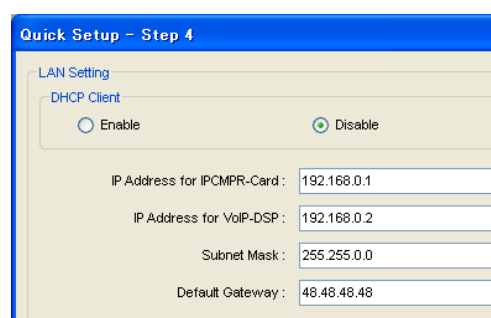 Quick Setup - Step 4
LAN Setting
DHCP Client
Enable Disable
IP Address for IPCMPR-Card : 192.168.0.1
IP Address for VoIP-DSP : 192.168.0.2
Subnet Mask : 255.255.0.0
Default Gateway : 48.48.48.48